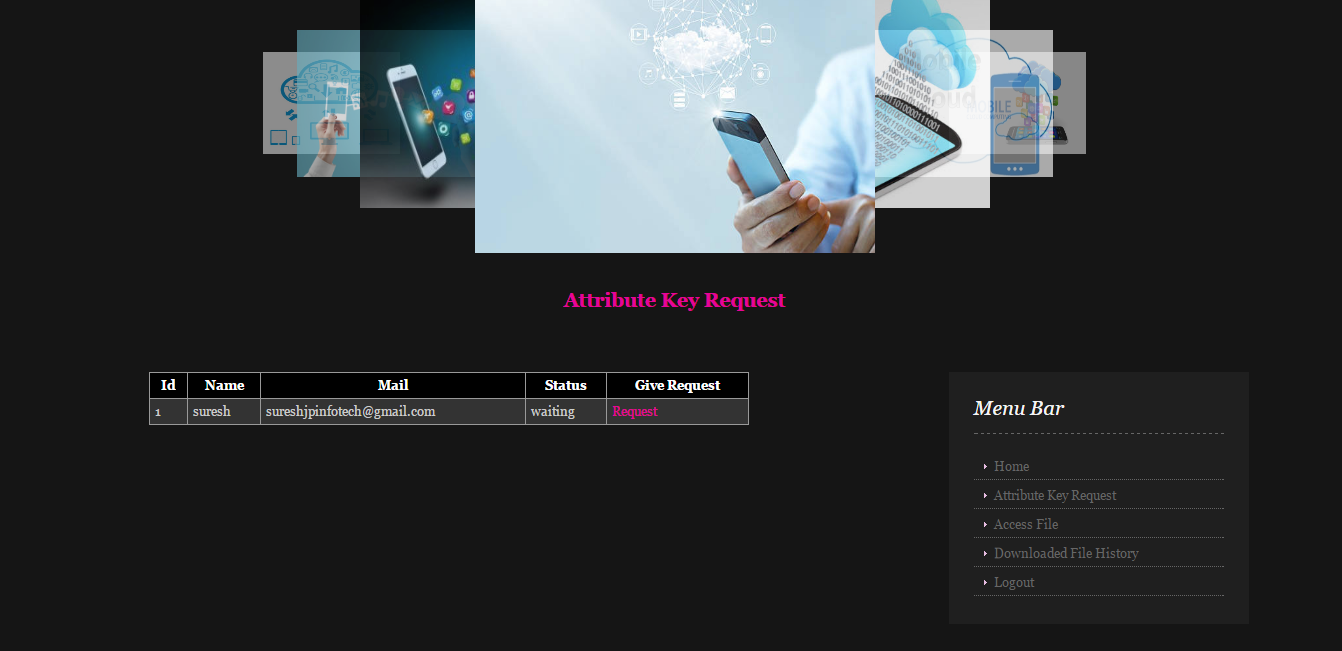 MOBILE
Attribute Key Request
Id Name Mail Status Give Request
1 suresh sureshjpinfotech@gmail.com waiting Request
Menu Bar
Home
Attribute Key Request
Access File
Downloaded File History
Logout